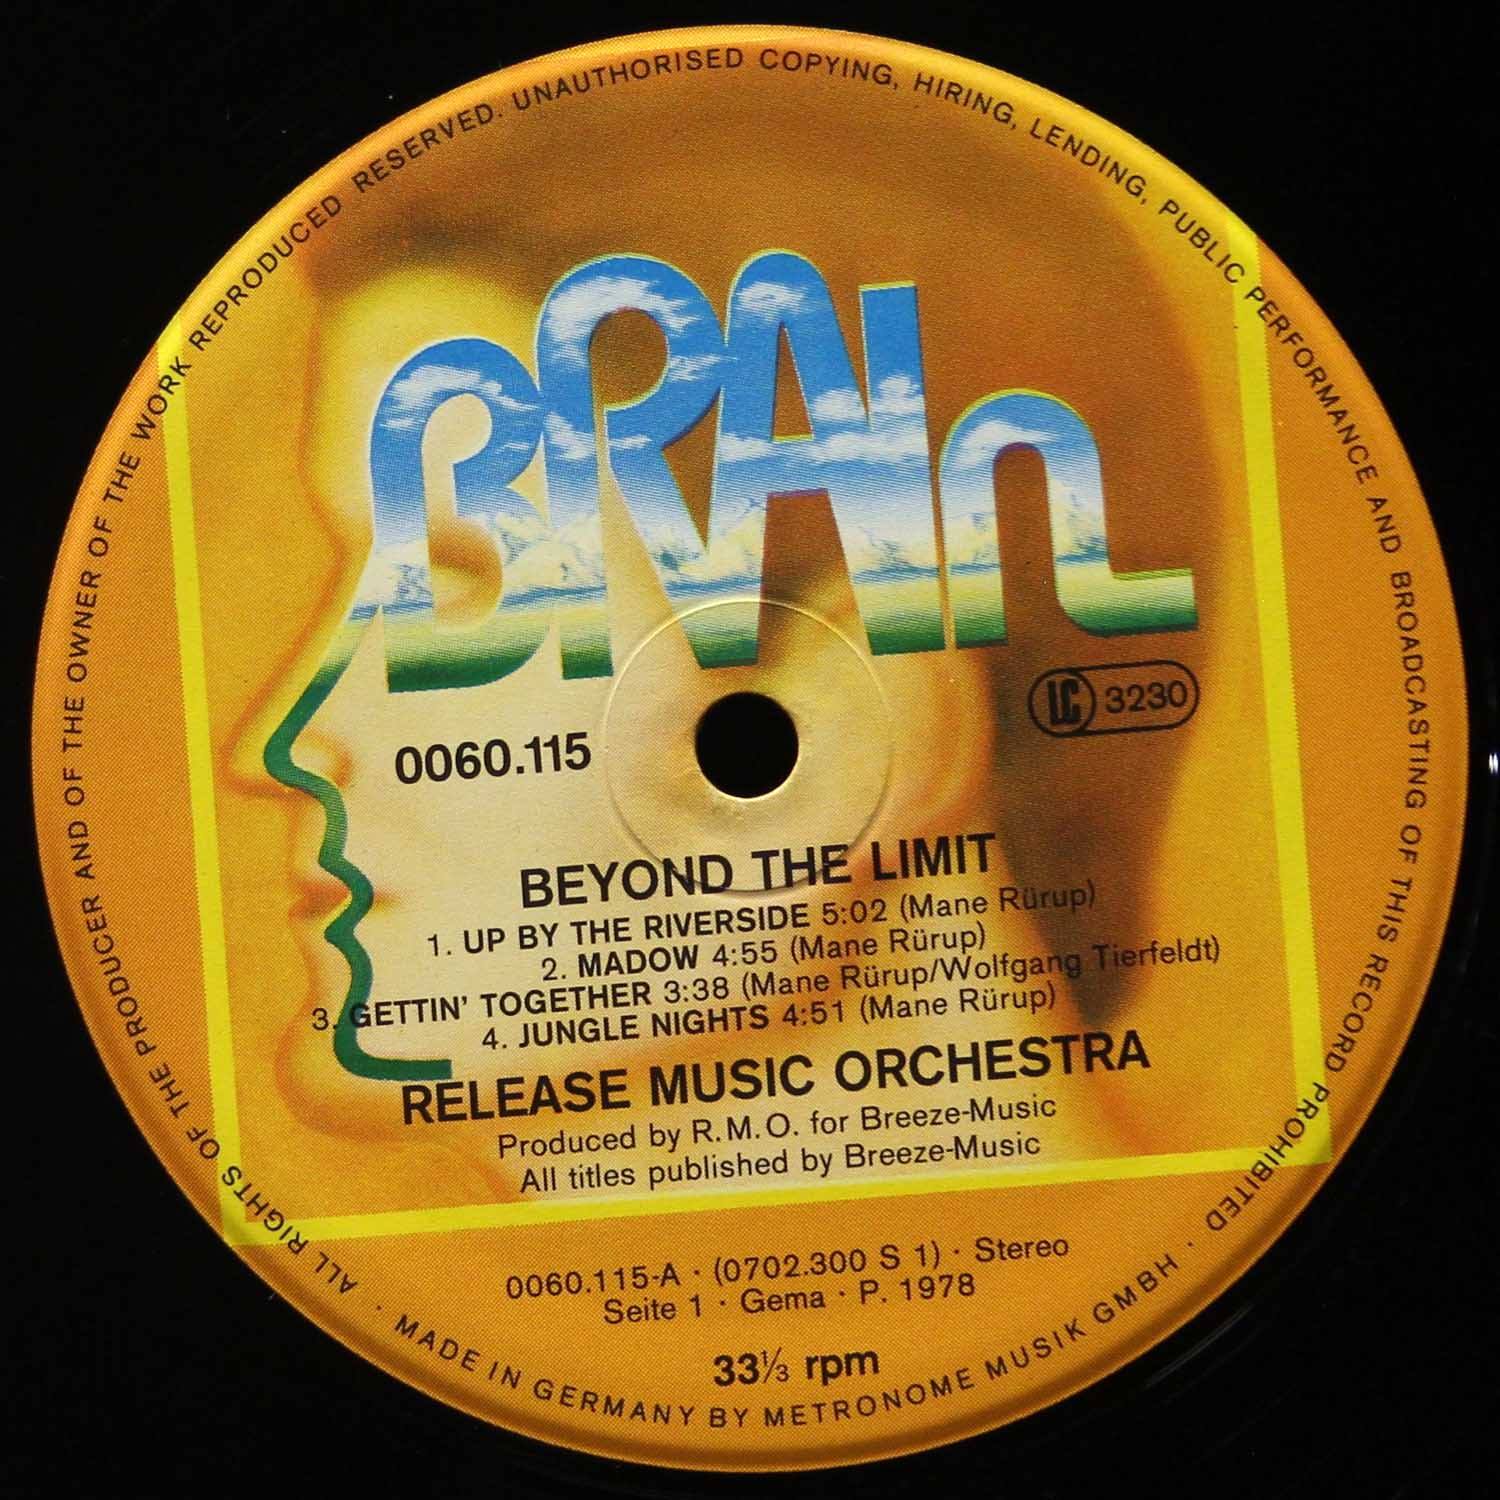 ALL RIGHTS OF THE PRODUCER AND OF THE OWNER OF THE WORK REPRODUCED RESERVED. UNAUTHORISED COPYING, HIRING, LENDING, PUBLIC PERFORMANCE AND BROADCASTING OF THIS RECORD PROHIBITED · MADE IN GERMANY BY METRONOME MUSIK GMBH ·
BRAIn
LC 3230
0060.115
BEYOND THE LIMIT
1. UP BY THE RIVERSIDE 5:02 (Mane Rürup)
2. MADOW 4:55 (Mane Rürup)
3. GETTIN' TOGETHER 3:38 (Mane Rürup/Wolfgang Tierfeldt)
4. JUNGLE NIGHTS 4:51 (Mane Rürup)
RELEASE MUSIC ORCHESTRA
Produced by R.M.O. for Breeze-Music
All titles published by Breeze-Music
0060.115-A · (0702.300 S 1) · Stereo
Seite 1 · Gema · P. 1978
33⅓ rpm